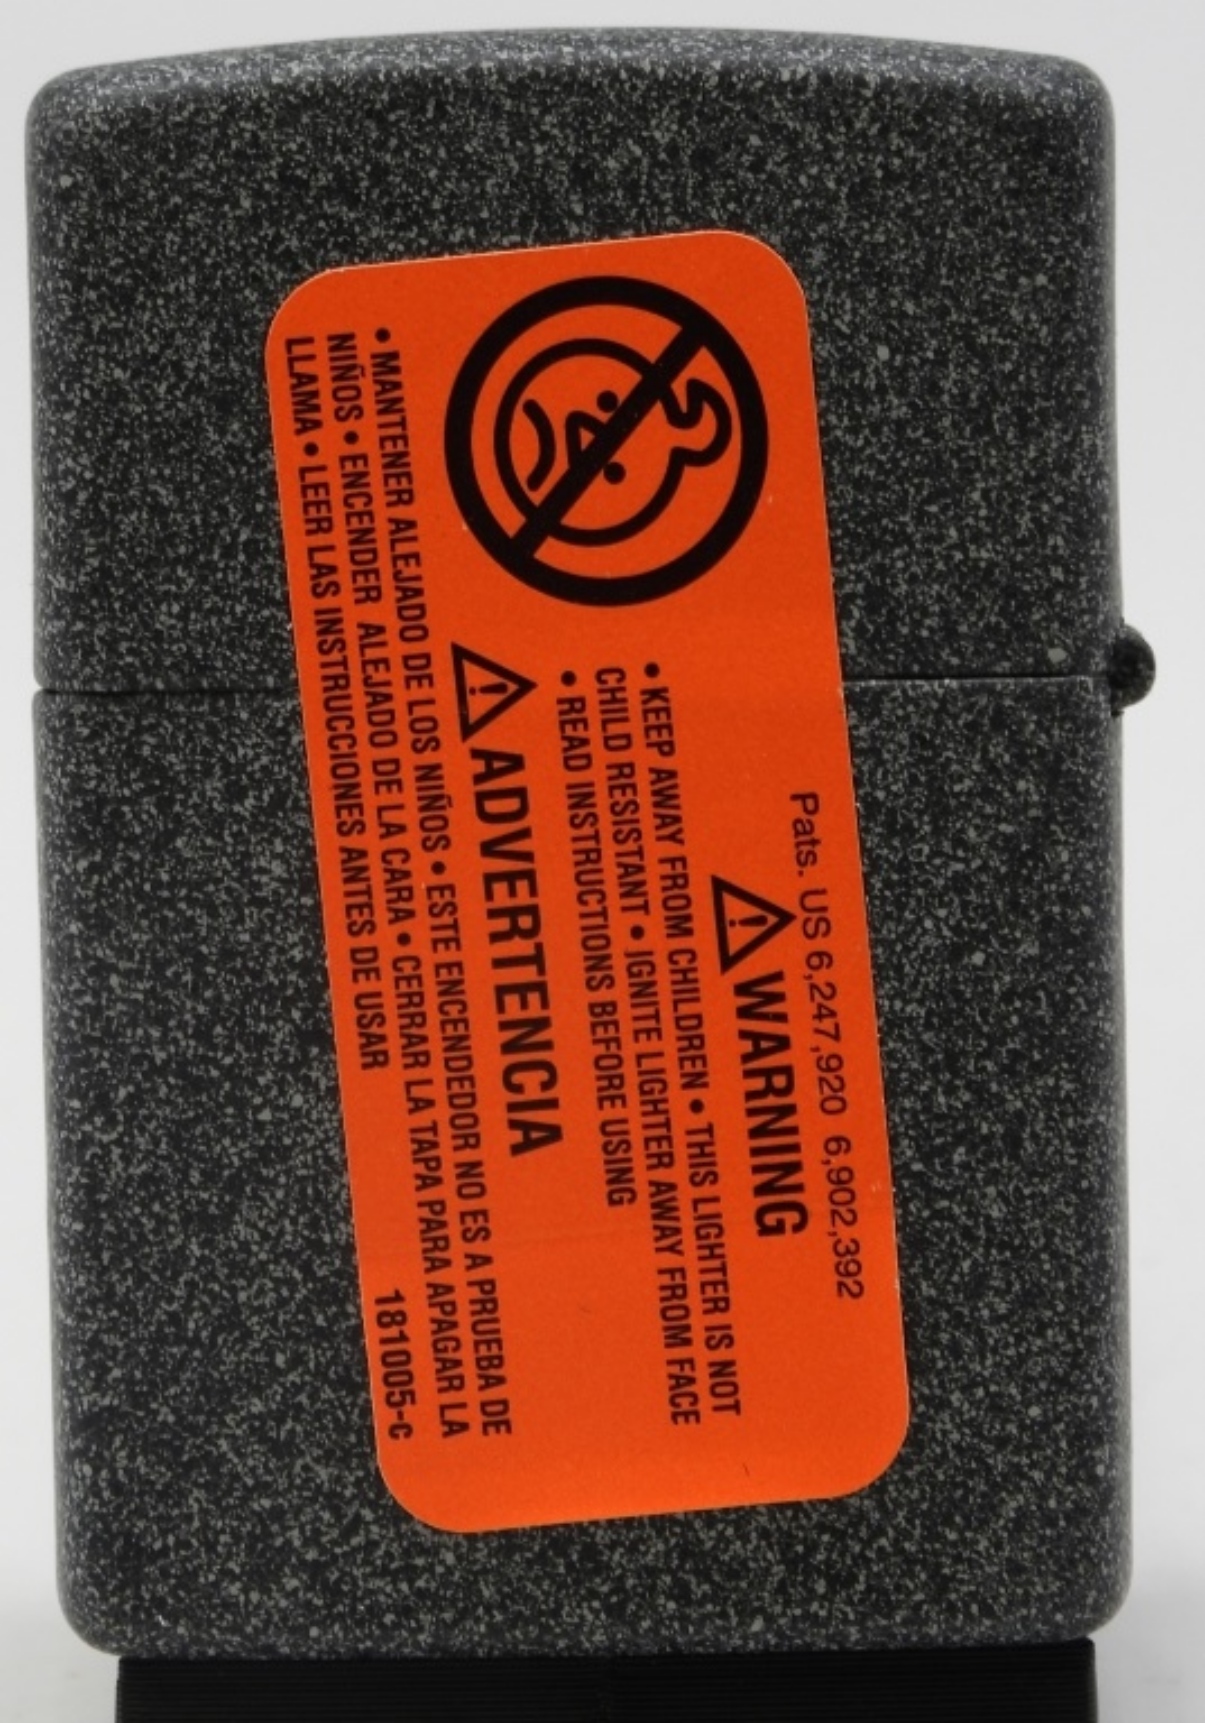 Pats. US 6,247,920 6,902,392
WARNING
• KEEP AWAY FROM CHILDREN • THIS LIGHTER IS NOT
CHILD RESISTANT • IGNITE LIGHTER AWAY FROM FACE
• READ INSTRUCTIONS BEFORE USING
ADVERTENCIA
• MANTENER ALEJADO DE LOS NIÑOS • ESTE ENCENDEDOR NO ES A PRUEBA DE
NIÑOS • ENCENDER ALEJADO DE LA CARA • CERRAR LA TAPA PARA APAGAR LA
LLAMA • LEER LAS INSTRUCCIONES ANTES DE USAR
181005-c